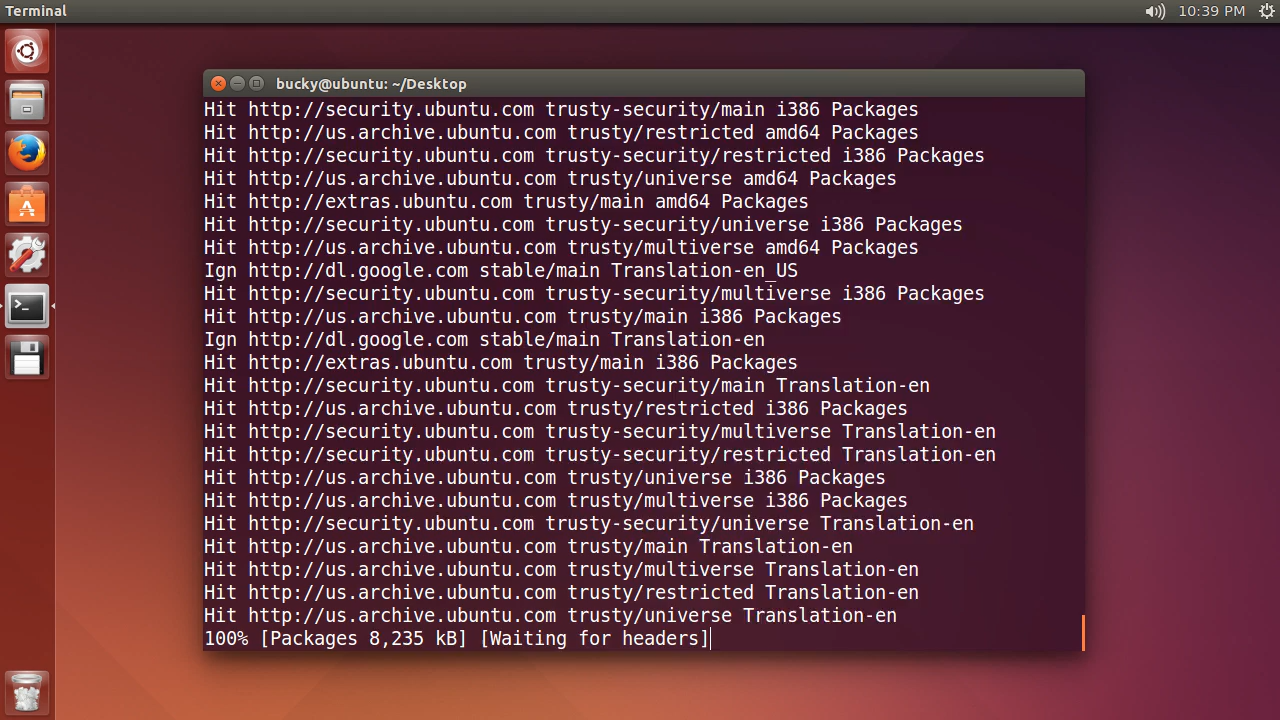 Terminal
10:39 PM
bucky@ubuntu: ~/Desktop
Hit http://security.ubuntu.com trusty-security/main i386 Packages
Hit http://us.archive.ubuntu.com trusty/restricted amd64 Packages
Hit http://security.ubuntu.com trusty-security/restricted i386 Packages
Hit http://us.archive.ubuntu.com trusty/universe amd64 Packages
Hit http://extras.ubuntu.com trusty/main amd64 Packages
Hit http://security.ubuntu.com trusty-security/universe i386 Packages
Hit http://us.archive.ubuntu.com trusty/multiverse amd64 Packages
Ign http://dl.google.com stable/main Translation-en_US
Hit http://security.ubuntu.com trusty-security/multiverse i386 Packages
Hit http://us.archive.ubuntu.com trusty/main i386 Packages
Ign http://dl.google.com stable/main Translation-en
Hit http://extras.ubuntu.com trusty/main i386 Packages
Hit http://security.ubuntu.com trusty-security/main Translation-en
Hit http://us.archive.ubuntu.com trusty/restricted i386 Packages
Hit http://security.ubuntu.com trusty-security/multiverse Translation-en
Hit http://security.ubuntu.com trusty-security/restricted Translation-en
Hit http://us.archive.ubuntu.com trusty/universe i386 Packages
Hit http://us.archive.ubuntu.com trusty/multiverse i386 Packages
Hit http://security.ubuntu.com trusty-security/universe Translation-en
Hit http://us.archive.ubuntu.com trusty/main Translation-en
Hit http://us.archive.ubuntu.com trusty/multiverse Translation-en
Hit http://us.archive.ubuntu.com trusty/restricted Translation-en
Hit http://us.archive.ubuntu.com trusty/universe Translation-en
100% [Packages 8,235 kB] [Waiting for headers]